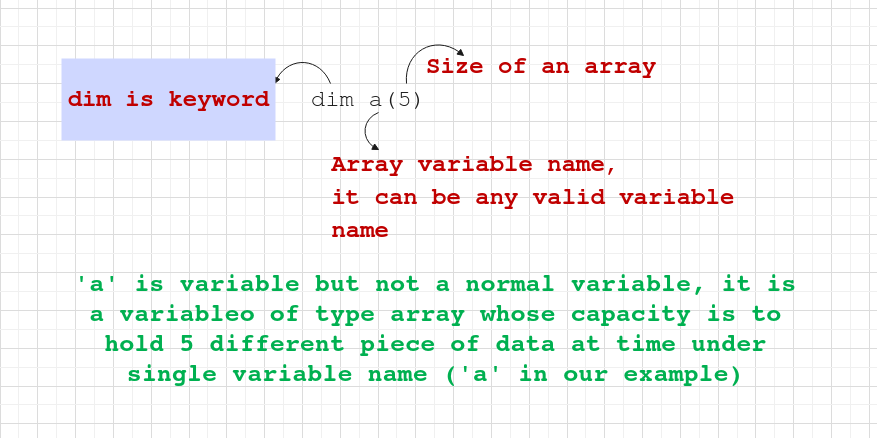 Size of an array
dim is keyword
dim a(5)
Array variable name,
it can be any valid variable
name
'a' is variable but not a normal variable, it is
a variableo of type array whose capacity is to
hold 5 different piece of data at time under
single variable name ('a' in our example)